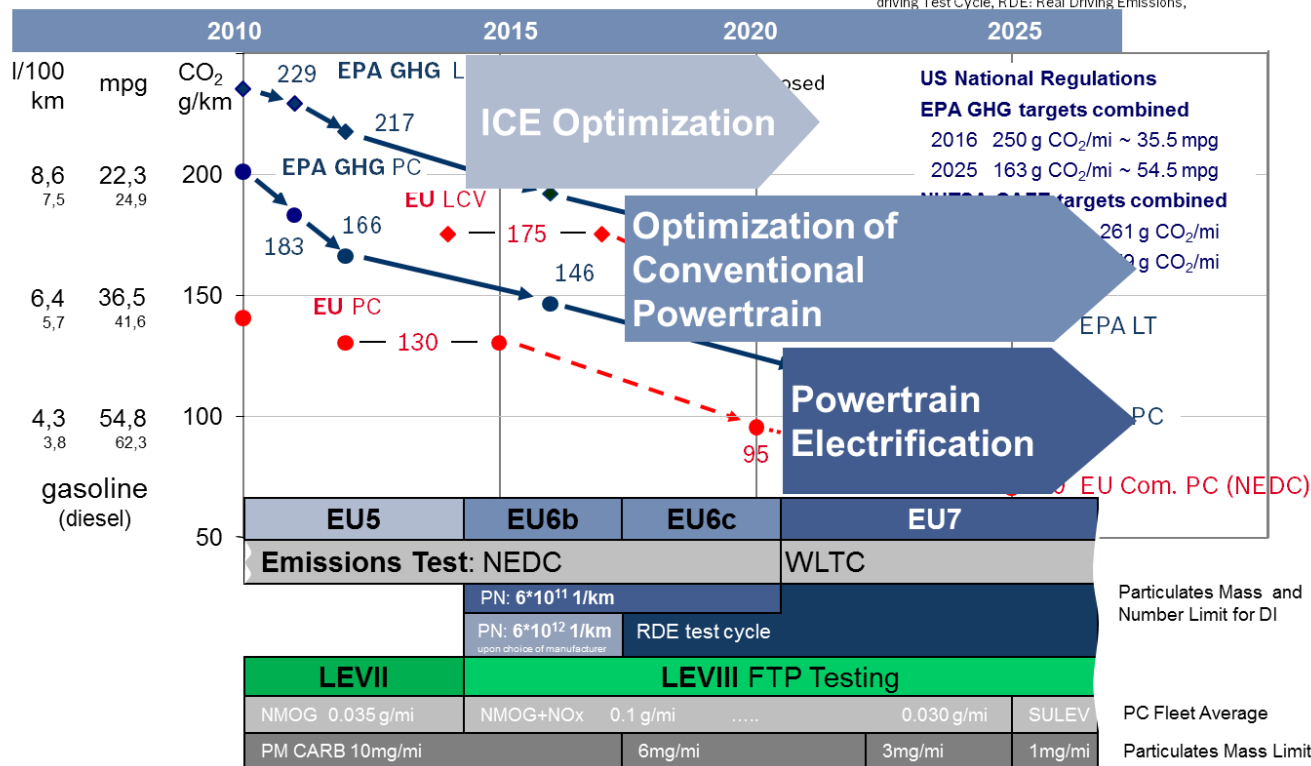 driving Test Cycle, RDE: Real Driving Emissions,
2010 2015 2020 2025
l/100 km mpg CO₂ g/km
229
EPA GHG L
217
EPA GHG PC
ICE Optimization
osed
US National Regulations
EPA GHG targets combined
2016 250 g CO₂/mi ~ 35.5 mpg
2025 163 g CO₂/mi ~ 54.5 mpg
targets combined
261 g CO₂/mi
9 g CO₂/mi
8,6 22,3 200
7,5 24,9
EU LCV
175
183
166
146
Optimization of
Conventional
Powertrain
6,4 36,5 150
5,7 41,6
EU PC
130
EPA LT
4,3 54,8 100
3,8 62,3
95
Powertrain
Electrification
PC
0 EU Com. PC (NEDC)
gasoline
(diesel)
50
EU5 EU6b EU6c EU7
Emissions Test: NEDC WLTC
PN: 6*10¹¹ 1/km
PN: 6*10¹² 1/km
upon choice of manufacturer
RDE test cycle
Particulates Mass and
Number Limit for DI
LEVII LEVIII FTP Testing
NMOG 0.035 g/mi NMOG+NOx 0.1 g/mi ..... 0.030 g/mi SULEV PC Fleet Average
PM CARB 10mg/mi 6mg/mi 3mg/mi 1mg/mi Particulates Mass Limit